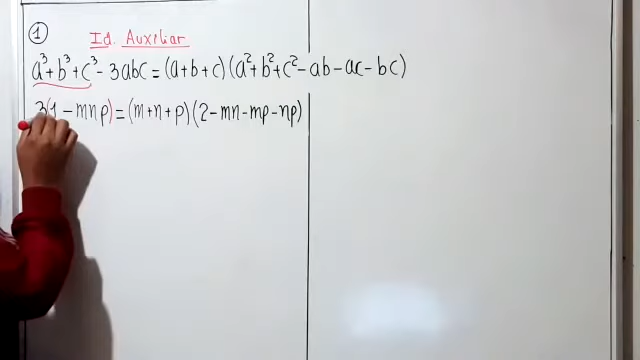 1
Id. Auxiliar
a³ + b³ + c³ - 3abc = (a+b+c)(a²+b²+c² - ab - ac - bc)
3(1 - mnp) = (m+n+p)(2 - mn - mp - np)